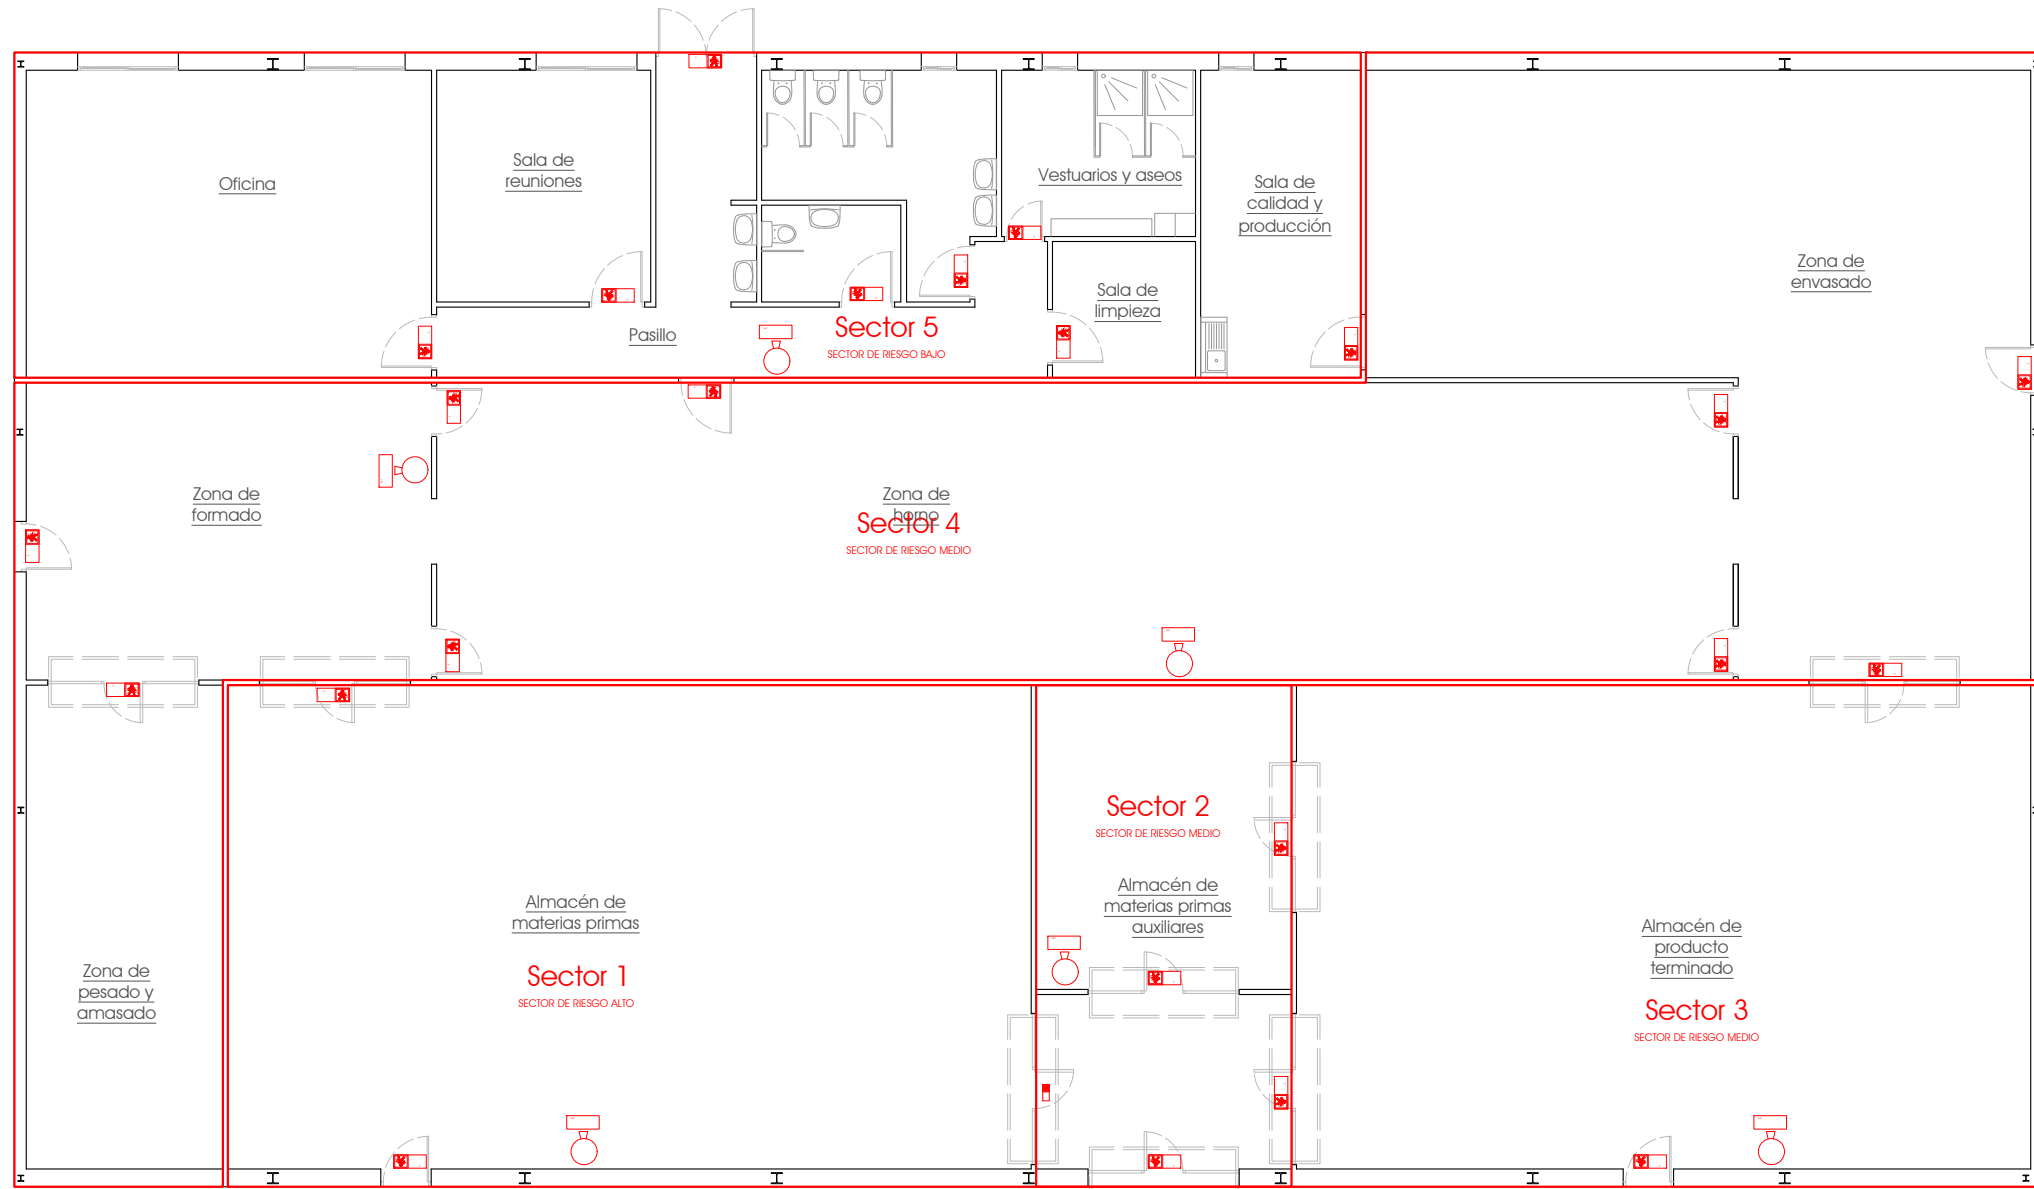 Oficina
Sala de
reuniones
Vestuarios y aseos
Sala de
calidad y
producción
Zona de
envasado
Sala de
limpieza
Pasillo
Sector 5
SECTOR DE RIESGO BAJO
Zona de
formado
Zona de
horno
Sector 4
SECTOR DE RIESGO MEDIO
Sector 2
SECTOR DE RIESGO MEDIO
Almacén de
materias primas
auxiliares
Almacén de
materias primas
Sector 1
SECTOR DE RIESGO ALTO
Zona de
pesado y
amasado
Almacén de
producto
terminado
Sector 3
SECTOR DE RIESGO MEDIO